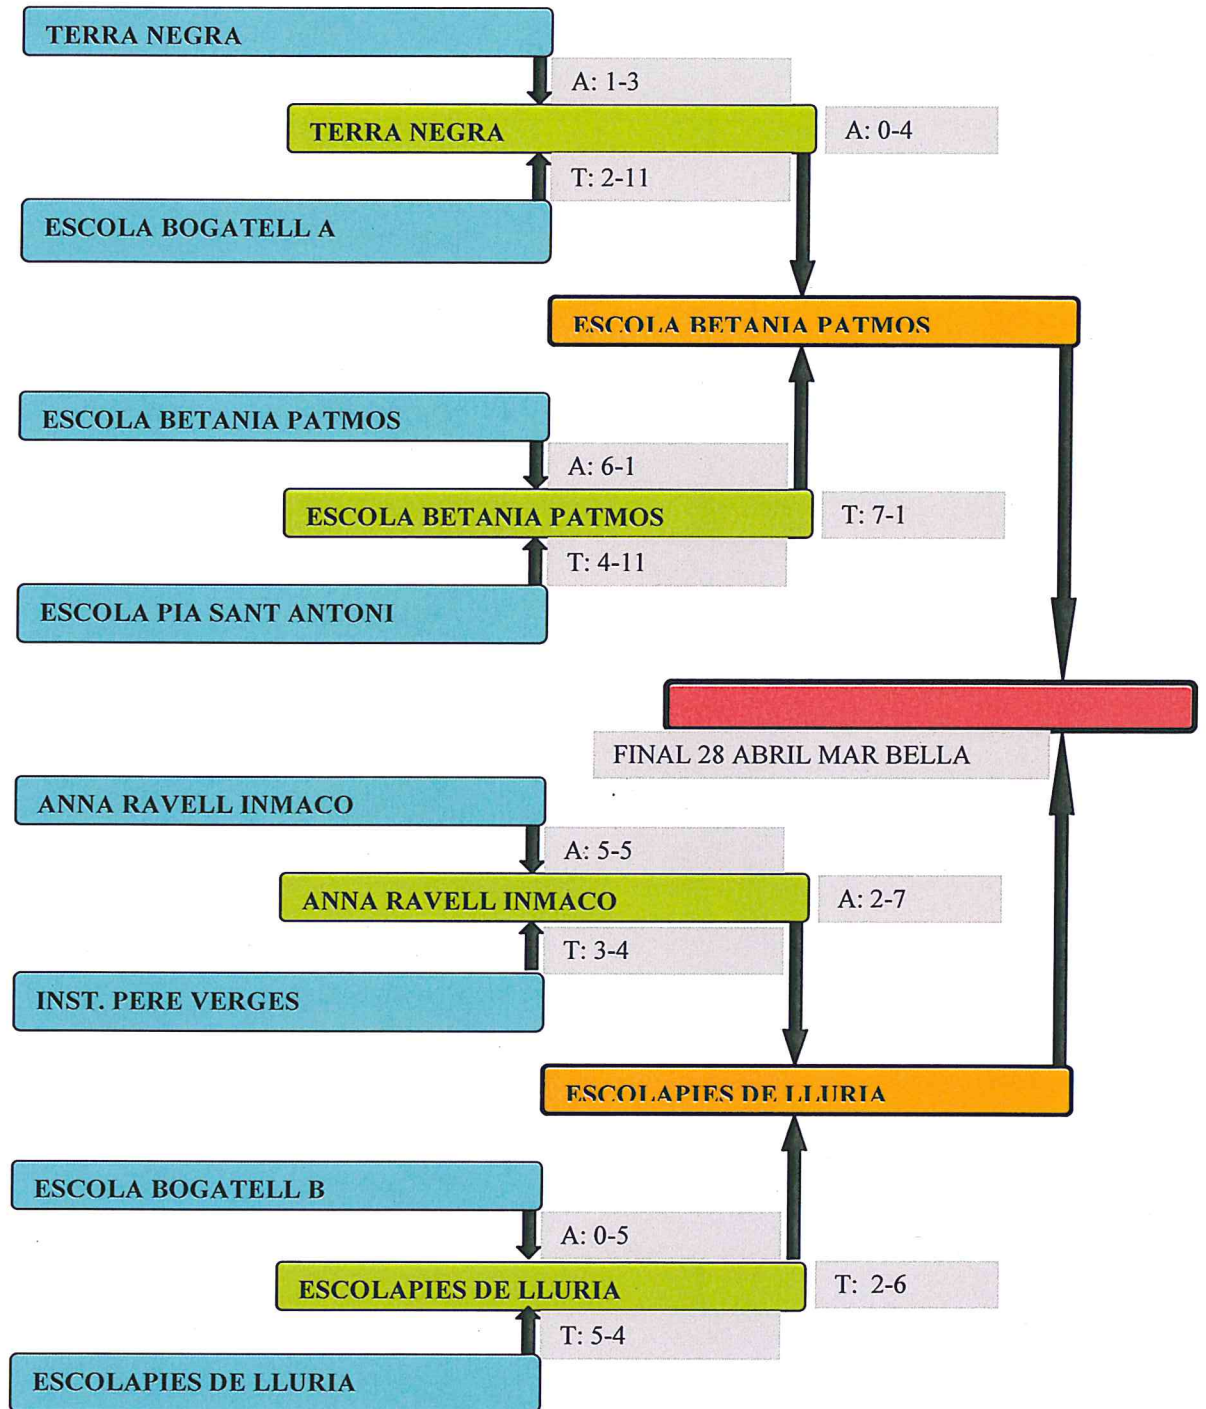 TERRA NEGRA
A: 1-3
TERRA NEGRA
A: 0-4
T: 2-11
ESCOLA BOGATELL A
ESCOLA BETANIA PATMOS
ESCOLA BETANIA PATMOS
A: 6-1
ESCOLA BETANIA PATMOS
T: 7-1
T: 4-11
ESCOLA PIA SANT ANTONI
FINAL 28 ABRIL MAR BELLA
ANNA RAVELL INMACO
A: 5-5
ANNA RAVELL INMACO
A: 2-7
T: 3-4
INST. PERE VERGES
ESCOLAPIES DE LLURIA
ESCOLA BOGATELL B
A: 0-5
ESCOLAPIES DE LLURIA
T: 2-6
T: 5-4
ESCOLAPIES DE LLURIA